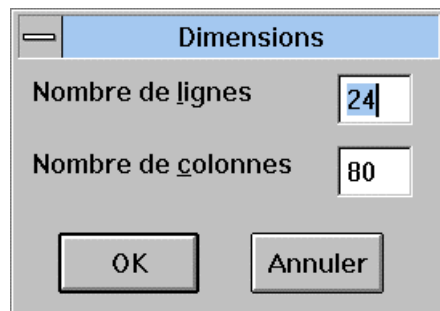 Dimensions
Nombre de lignes 24
Nombre de colonnes 80
OK Annuler